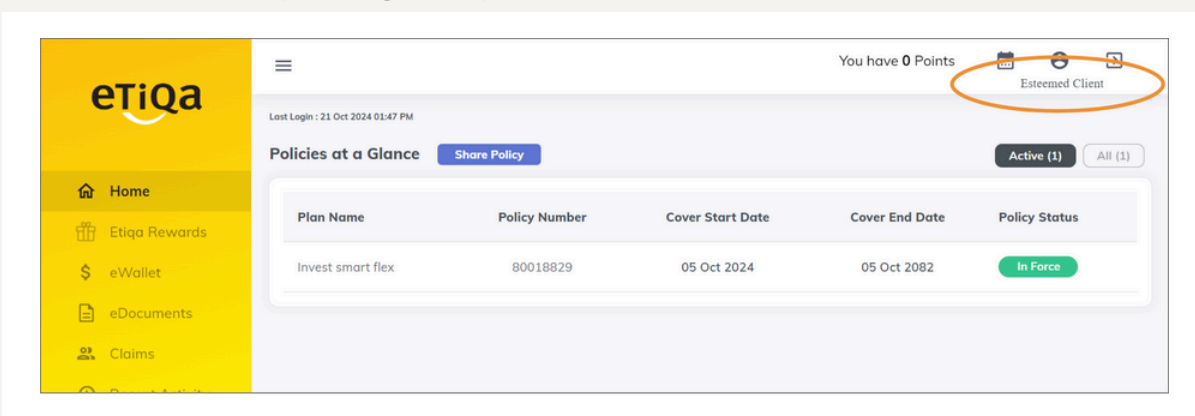 You have 0 Points
Esteemed Client
eTiQa
Last Login : 21 Oct 2024 01:47 PM
Policies at a Glance Share Policy Active (1) All (1)
Home
Etiqa Rewards
$ eWallet
eDocuments
Claims
Plan Name Policy Number Cover Start Date Cover End Date Policy Status
Invest smart flex 80018829 05 Oct 2024 05 Oct 2082 In Force